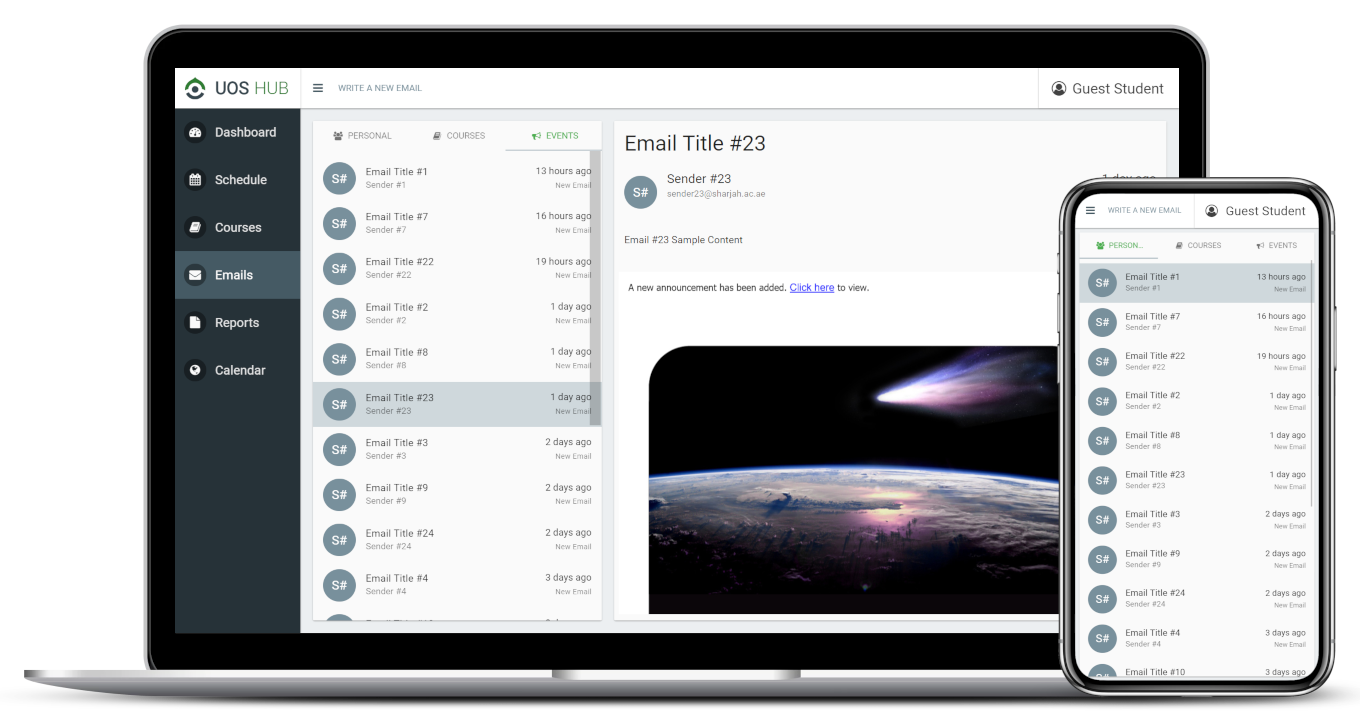 UOS HUB
WRITE A NEW EMAIL
Guest Student
Dashboard
Schedule
Courses
Emails
Reports
Calendar
PERSONAL COURSES EVENTS
S# Email Title #1 13 hours ago
Sender #1 New Email
S# Email Title #7 16 hours ago
Sender #7 New Email
S# Email Title #22 19 hours ago
Sender #22 New Email
S# Email Title #2 1 day ago
Sender #2 New Email
S# Email Title #8 1 day ago
Sender #8 New Email
S# Email Title #23 1 day ago
Sender #23 New Email
S# Email Title #3 2 days ago
Sender #3 New Email
S# Email Title #9 2 days ago
Sender #9 New Email
S# Email Title #24 2 days ago
Sender #24 New Email
S# Email Title #4 3 days ago
Sender #4 New Email
Email Title #23
S# Sender #23 1 day ago
sender23@sharjah.ac.ae
Email #23 Sample Content
A new announcement has been added. Click here to view.
WRITE A NEW EMAIL Guest Student
PERSON... COURSES EVENTS
S# Email Title #1 13 hours ago
Sender #1 New Email
S# Email Title #7 16 hours ago
Sender #7 New Email
S# Email Title #22 19 hours ago
Sender #22 New Email
S# Email Title #2 1 day ago
Sender #2 New Email
S# Email Title #8 1 day ago
Sender #8 New Email
S# Email Title #23 1 day ago
Sender #23 New Email
S# Email Title #3 2 days ago
Sender #3 New Email
S# Email Title #9 2 days ago
Sender #9 New Email
S# Email Title #24 2 days ago
Sender #24 New Email
S# Email Title #4 3 days ago
Sender #4 New Email
S# Email Title #10 3 days ago